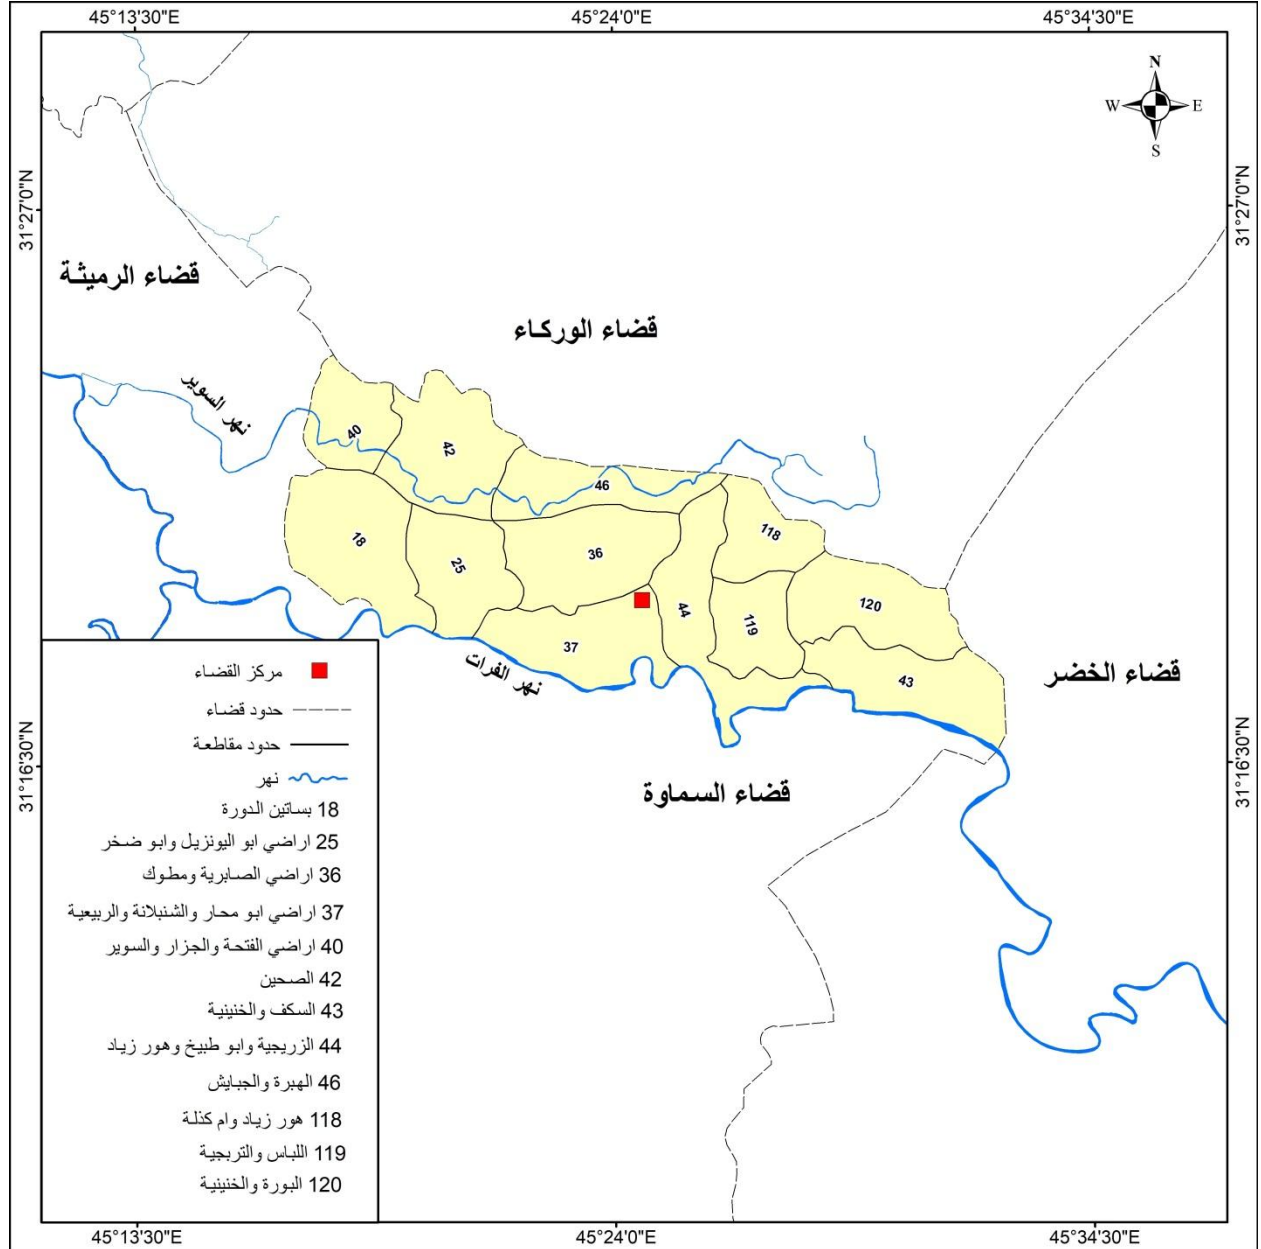 45°13'30"E
45°24'0"E
45°34'30"E
N
W
E
S
31°27'0"N
31°27'0"N
قضاء الرميثة
قضاء الوركاء
نهر السوير
40
42
46
18
25
36
118
44
119
120
37
43
نهر الفرات
قضاء الخضر
قضاء السماوة
31°16'30"N
31°16'30"N
مركز القضاء
حدود قضاء
حدود مقاطعة
نهر
18 بساتين الدورة
25 اراضي ابو اليونزيل وابو ضخر
36 اراضي الصابرية ومطوك
37 اراضي ابو محار والشنبلانة والربيعية
40 اراضي الفتحة والجزار والسوير
42 الصحين
43 السكف والخنينية
44 الزريجية وابو طبيخ وهور زياد
46 الهبرة والجبايش
118 هور زياد وام كذلة
119 اللباس والتربجية
120 البورة والخنينية
45°13'30"E
45°24'0"E
45°34'30"E